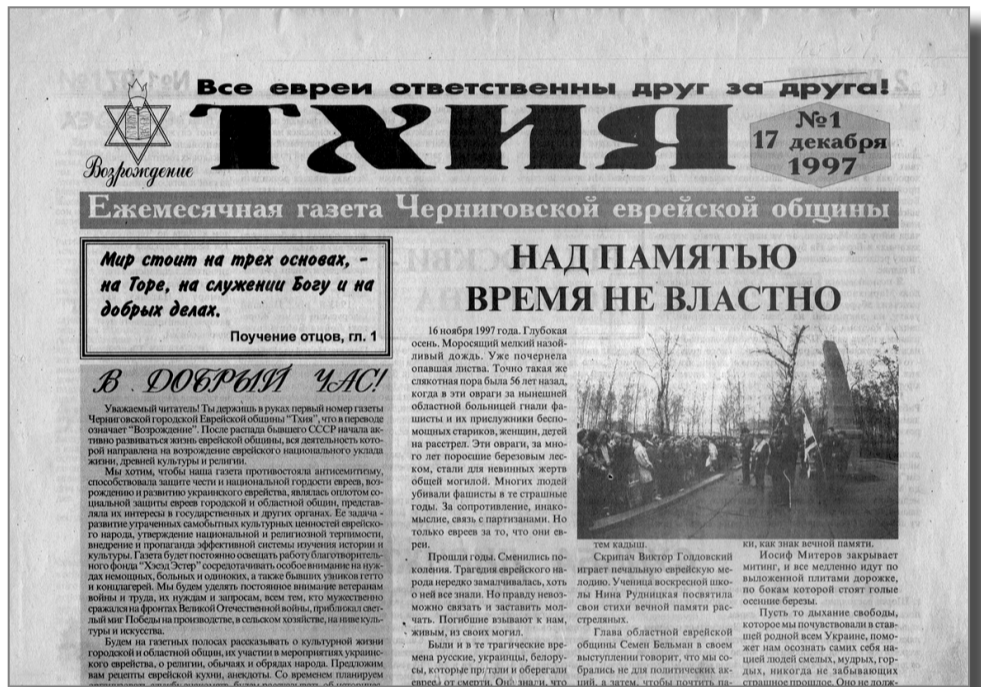 Все евреи ответственны друг за друга!
ТХИЯ
Возрождение
№1
17 декабря
1997
Ежемесячная газета Черниговской еврейской общины
Мир стоит на трех основах, -
на Торе, на служении Богу и на
добрых делах.
Поучение отцов, гл. 1
В ДОБРЫЙ ЧАС!
Уважаемый читатель! Ты держишь в руках первый номер газеты
Черниговской городской Еврейской общины "Тхия", что в переводе
означает "Возрождение". После распада бывшего СССР начала ак-
тивно развиваться жизнь еврейской общины, вся деятельность кото-
рой направлена на возрождение еврейского национального уклада
жизни, древней культуры и религии.
Мы хотим, чтобы наша газета противостояла антисемитизму,
способствовала защите чести и национальной гордости евреев, воз-
рождению и развитию украинского еврейства, являлась оплотом со-
циальной защиты евреев городской и областной общин, представ-
ляла их интересы в государственных и других органах. Ее задача -
развитие утраченных самобытных культурных ценностей еврейско-
го народа, утверждение национальной и религиозной терпимости,
внедрение и пропаганда эффективной системы изучения истории и
культуры. Газета будет постоянно освещать работу благотворитель-
ного фонда "Хэсэд Эстер" сосредотачивать особое внимание на нуж-
дах немощных, больных и одиноких, а также бывших узников гетто
и концлагерей. Мы будем уделять постоянное внимание ветеранам
войны и труда, их нуждам и запросам, всем тем, кто мужественно
сражался на фронтах Великой Отечественной войны, приближал свет-
лый миг Победы на производстве, в сельском хозяйстве, на ниве куль-
туры и искусства.
Будем на газетных полосах рассказывать о культурной жизни
городской и областной общин, их участии в мероприятиях украинс-
кого еврейства, о религии, обычаях и обрядах народа. Предложим
вам рецепты еврейской кухни, анекдоты. Со временем планируем
НАД ПАМЯТЬЮ
ВРЕМЯ НЕ ВЛАСТНО
16 ноября 1997 года. Глубокая
осень. Моросящий мелкий назой-
ливый дождь. Уже почернела
опавшая листва. Точно такая же
слякотная пора была 56 лет назад,
когда в эти овраги за нынешней
областной больницей гнали фа-
шисты и их прислужники беспо-
мощных стариков, женщин, детей
на расстрел. Эти овраги, за мно-
го лет поросшие березовым лес-
ком, стали для невинных жертв
общей могилой. Многих людей
убивали фашисты в те страшные
годы. За сопротивление, инако-
мыслие, связь с партизанами. Но
только евреев за то, что они ев-
реи.
Прошли годы. Сменились по-
коления. Трагедия еврейского на-
рода нередко замалчивалась, хоть
о ней все знали. Но правду невоз-
можно связать и заставить мол-
чать. Погибшие взывают к нам,
живым, из своих могил.
Были и в те трагические вре-
мена русские, украинцы, белору-
сы, которые прятали и оберегали
евреев от смерти. Они знали, что
тем кадыш.
Скрипач Виктор Голдовский
играет печальную еврейскую ме-
лодию. Ученица воскресной шко-
лы Нина Рудницкая посвятила
свои стихи вечной памяти рас-
стреляных.
Глава областной еврейской
общины Семен Бельман в своем
выступлении говорит, что мы со-
брались не для политических ак-
ций, а затем, чтобы почтить па-
ки, как знак вечной памяти.
Иосиф Митеров закрывает
митинг, и все медленно идут по
выложенной плитами дорожке,
по бокам которой стоят голые
осенние березы.
Пусть то дыхание свободы,
которое мы почувствовали в став-
шей родной всем Украине, помо-
жет нам осознать самих себя на-
цией людей смелых, мудрых, гор-
дых, никогда не забывающих
страшное прошлое. Оно не долж-